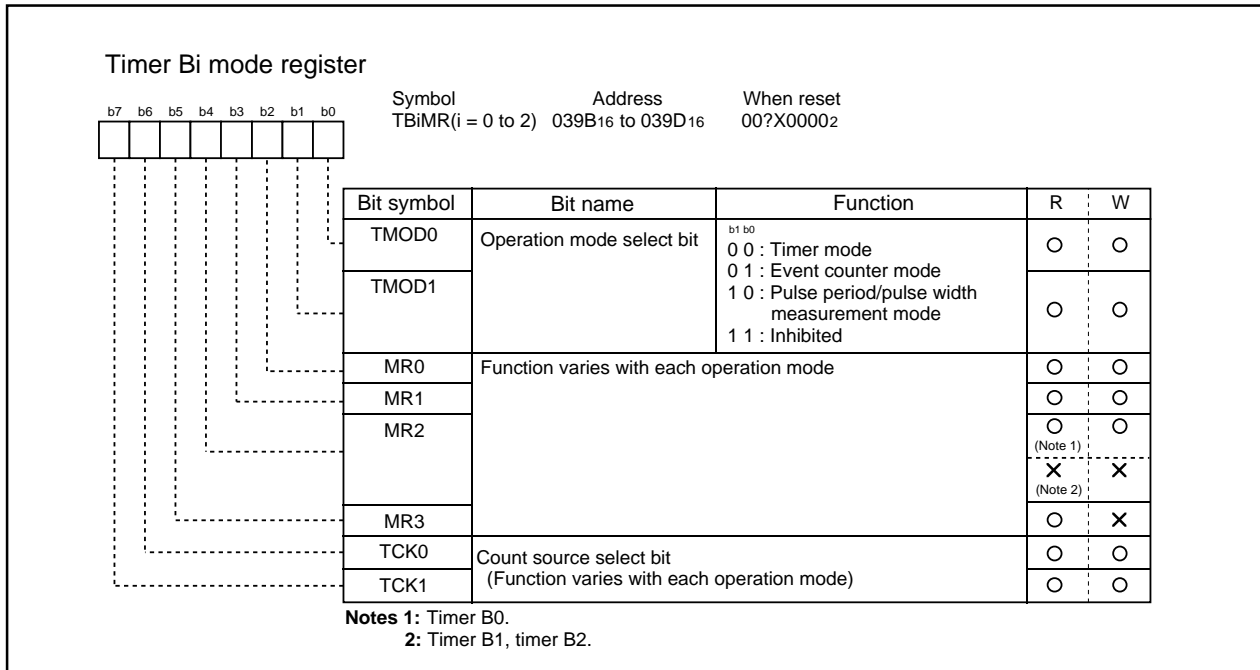 Timer Bi mode register
Symbol Address When reset
TBiMR(i = 0 to 2) 039B16 to 039D16 00?X00002
b7 b6 b5 b4 b3 b2 b1 b0
Bit symbol Bit name Function R W
TMOD0 Operation mode select bit
b1 b0
0 0 : Timer mode
0 1 : Event counter mode
TMOD1
1 0 : Pulse period/pulse width
measurement mode
1 1 : Inhibited
MR0 Function varies with each operation mode
MR1
MR2
(Note 1)
(Note 2)
MR3
TCK0 Count source select bit
(Function varies with each operation mode)
TCK1
Notes 1: Timer B0.
2: Timer B1, timer B2.